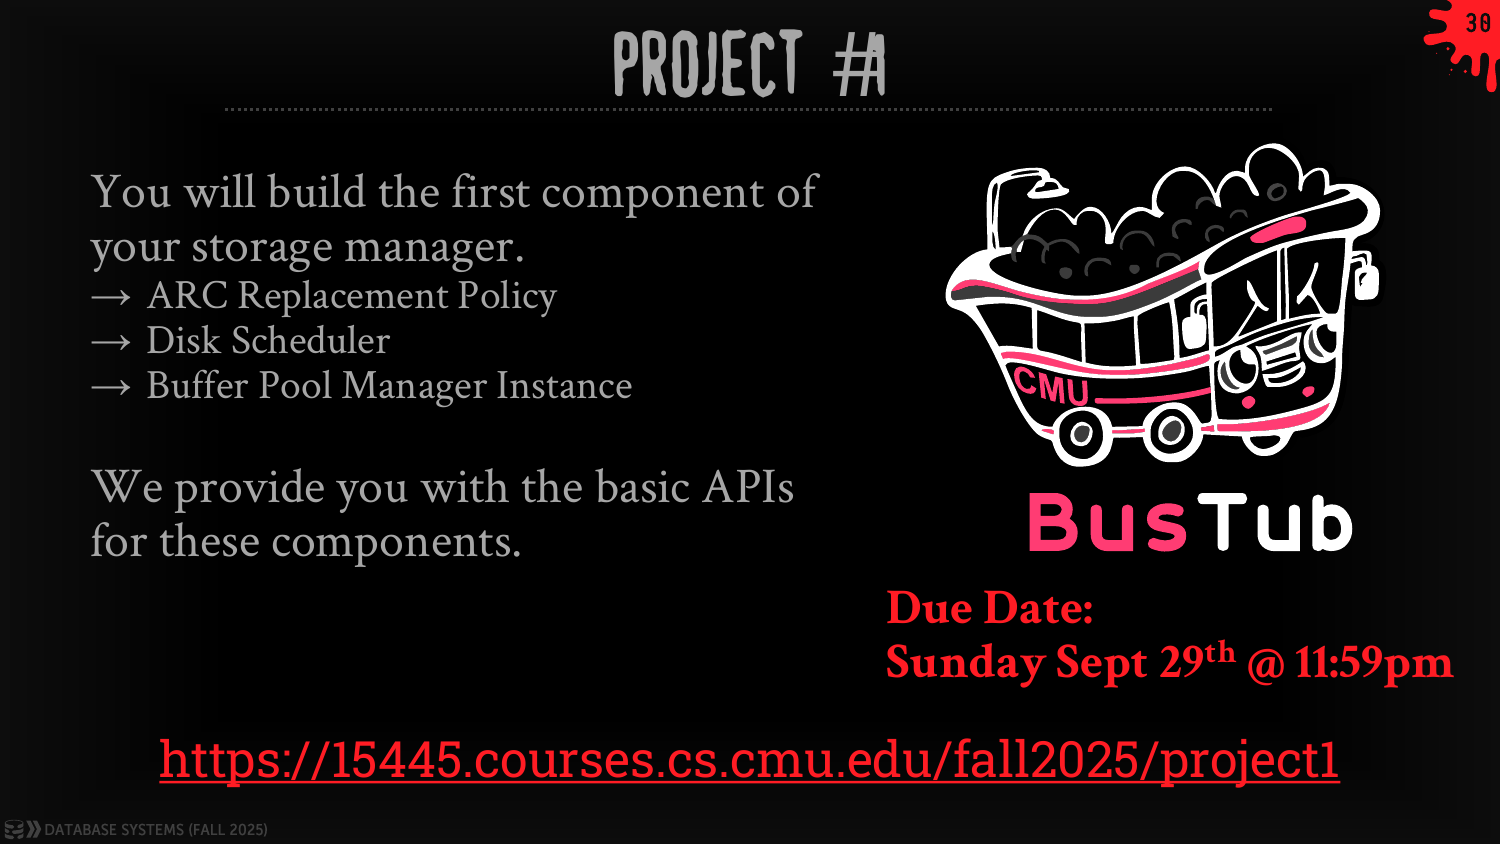 30
PROJECT #1
You will build the first component of
your storage manager.
→ ARC Replacement Policy
→ Disk Scheduler
→ Buffer Pool Manager Instance
We provide you with the basic APIs
for these components.
CMU
BusTub
Due Date:
Sunday Sept 29th @ 11:59pm
https://15445.courses.cs.cmu.edu/fall2025/project1
DATABASE SYSTEMS (FALL 2025)